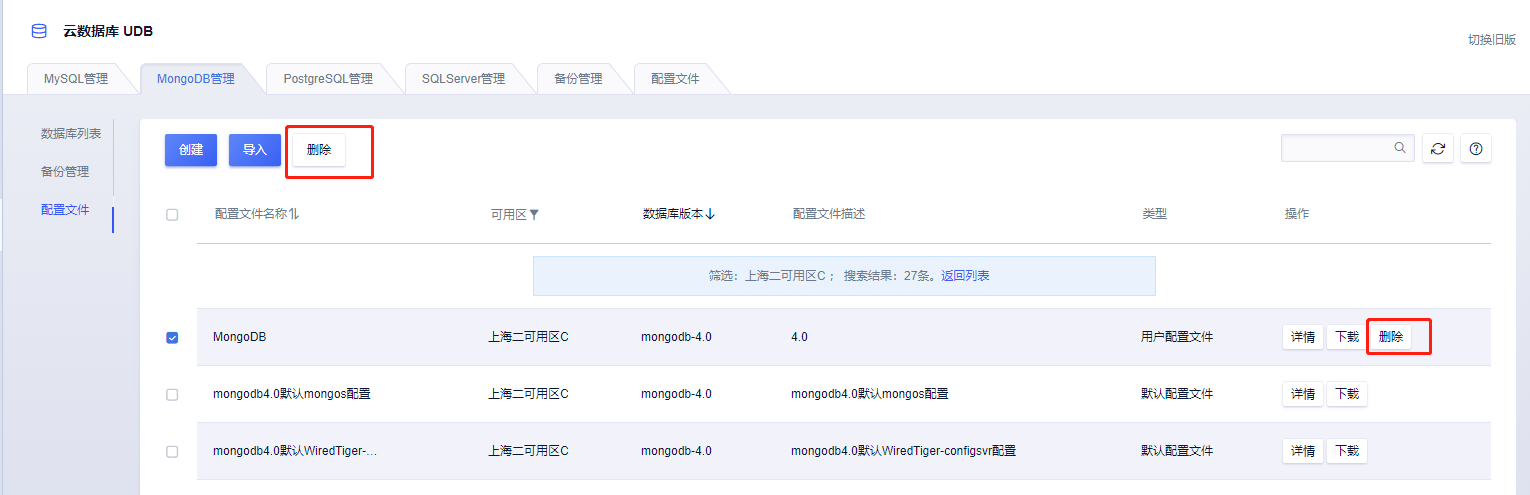 云数据库 UDB
切换旧版
MySQL管理 MongoDB管理 PostgreSQL管理 SQLServer管理 备份管理 配置文件
数据库列表
备份管理
配置文件
创建 导入 删除
配置文件名称 可用区 数据库版本 配置文件描述 类型 操作
筛选：上海二可用区C； 搜索结果：27条。返回列表
MongoDB 上海二可用区C mongodb-4.0 4.0 用户配置文件 详情 下载 删除
mongodb4.0默认mongos配置 上海二可用区C mongodb-4.0 mongodb4.0默认mongos配置 默认配置文件 详情 下载
mongodb4.0默认WiredTiger-... 上海二可用区C mongodb-4.0 mongodb4.0默认WiredTiger-configsvr配置 默认配置文件 详情 下载